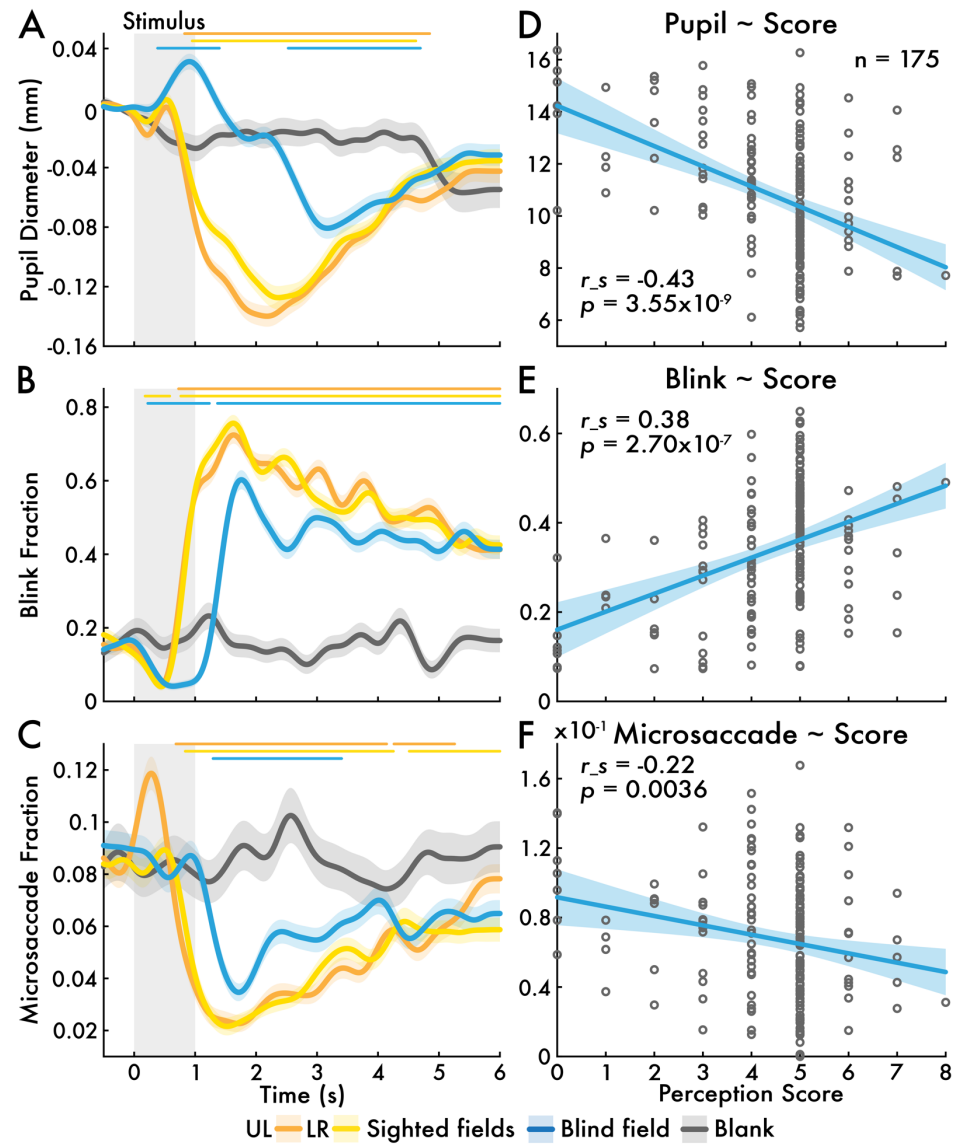 A
Stimulus
0.04
0
-0.04
-0.08
-0.12
-0.16
Pupil Diameter (mm)
B
0.8
0.6
0.4
0.2
0
Blink Fraction
C
0.12
0.1
0.08
0.06
0.04
0.02
Microsaccade Fraction
0 1 2 3 4 5 6
Time (s)
D
Pupil ~ Score
n = 175
16
14
12
10
8
6
r_s = -0.43
p = 3.55x10⁻⁹
E
Blink ~ Score
r_s = 0.38
p = 2.70x10⁻⁷
0.6
0.4
0.2
0
F
x10⁻¹
Microsaccade ~ Score
r_s = -0.22
p = 0.0036
1.6
1.2
0.8
0.4
0
0 1 2 3 4 5 6 7 8
Perception Score
UL LR Sighted fields Blind field Blank